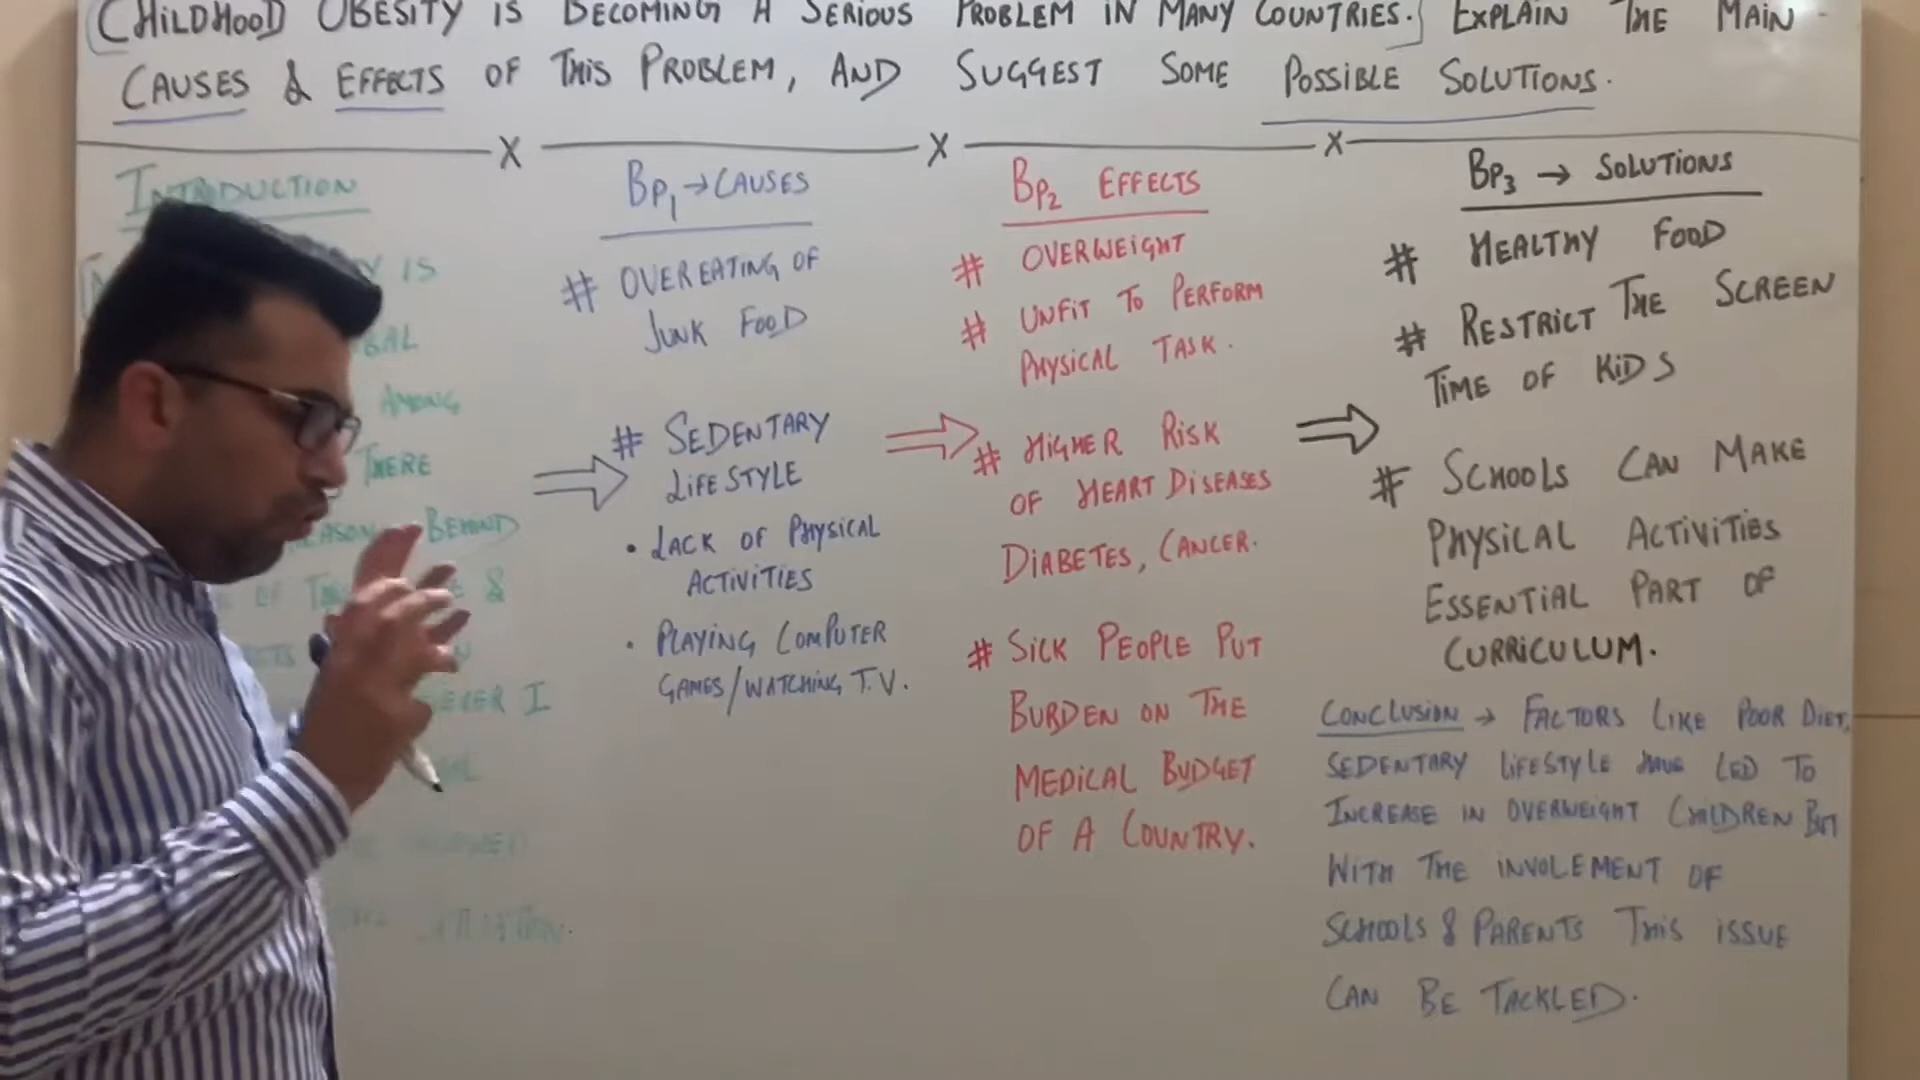 CHILDHOOD OBESITY IS BECOMING A SERIOUS PROBLEM IN MANY COUNTRIES. EXPLAIN THE MAIN
CAUSES & EFFECTS OF THIS PROBLEM, AND SUGGEST SOME POSSIBLE SOLUTIONS.
INTRODUCTION
IS
AMONG
THERE
BEHIND
&
I
BP1 → CAUSES
# OVEREATING OF
JUNK FOOD
# SEDENTARY
LIFESTYLE
• LACK OF PHYSICAL
ACTIVITIES
• PLAYING COMPUTER
GAMES/WATCHING T.V.
BP2 EFFECTS
# OVERWEIGHT
# UNFIT TO PERFORM
PHYSICAL TASK.
# HIGHER RISK
OF HEART DISEASES
DIABETES, CANCER.
# SICK PEOPLE PUT
BURDEN ON THE
MEDICAL BUDGET
OF A COUNTRY.
BP3 → SOLUTIONS
# HEALTHY FOOD
# RESTRICT THE SCREEN
TIME OF KIDS
# SCHOOLS CAN MAKE
PHYSICAL ACTIVITIES
ESSENTIAL PART OF
CURRICULUM.
CONCLUSION → FACTORS LIKE POOR DIET,
SEDENTARY LIFESTYLE HAVE LED TO
INCREASE IN OVERWEIGHT CHILDREN BUT
WITH THE INVOLEMENT OF
SCHOOLS & PARENTS THIS ISSUE
CAN BE TACKLED.